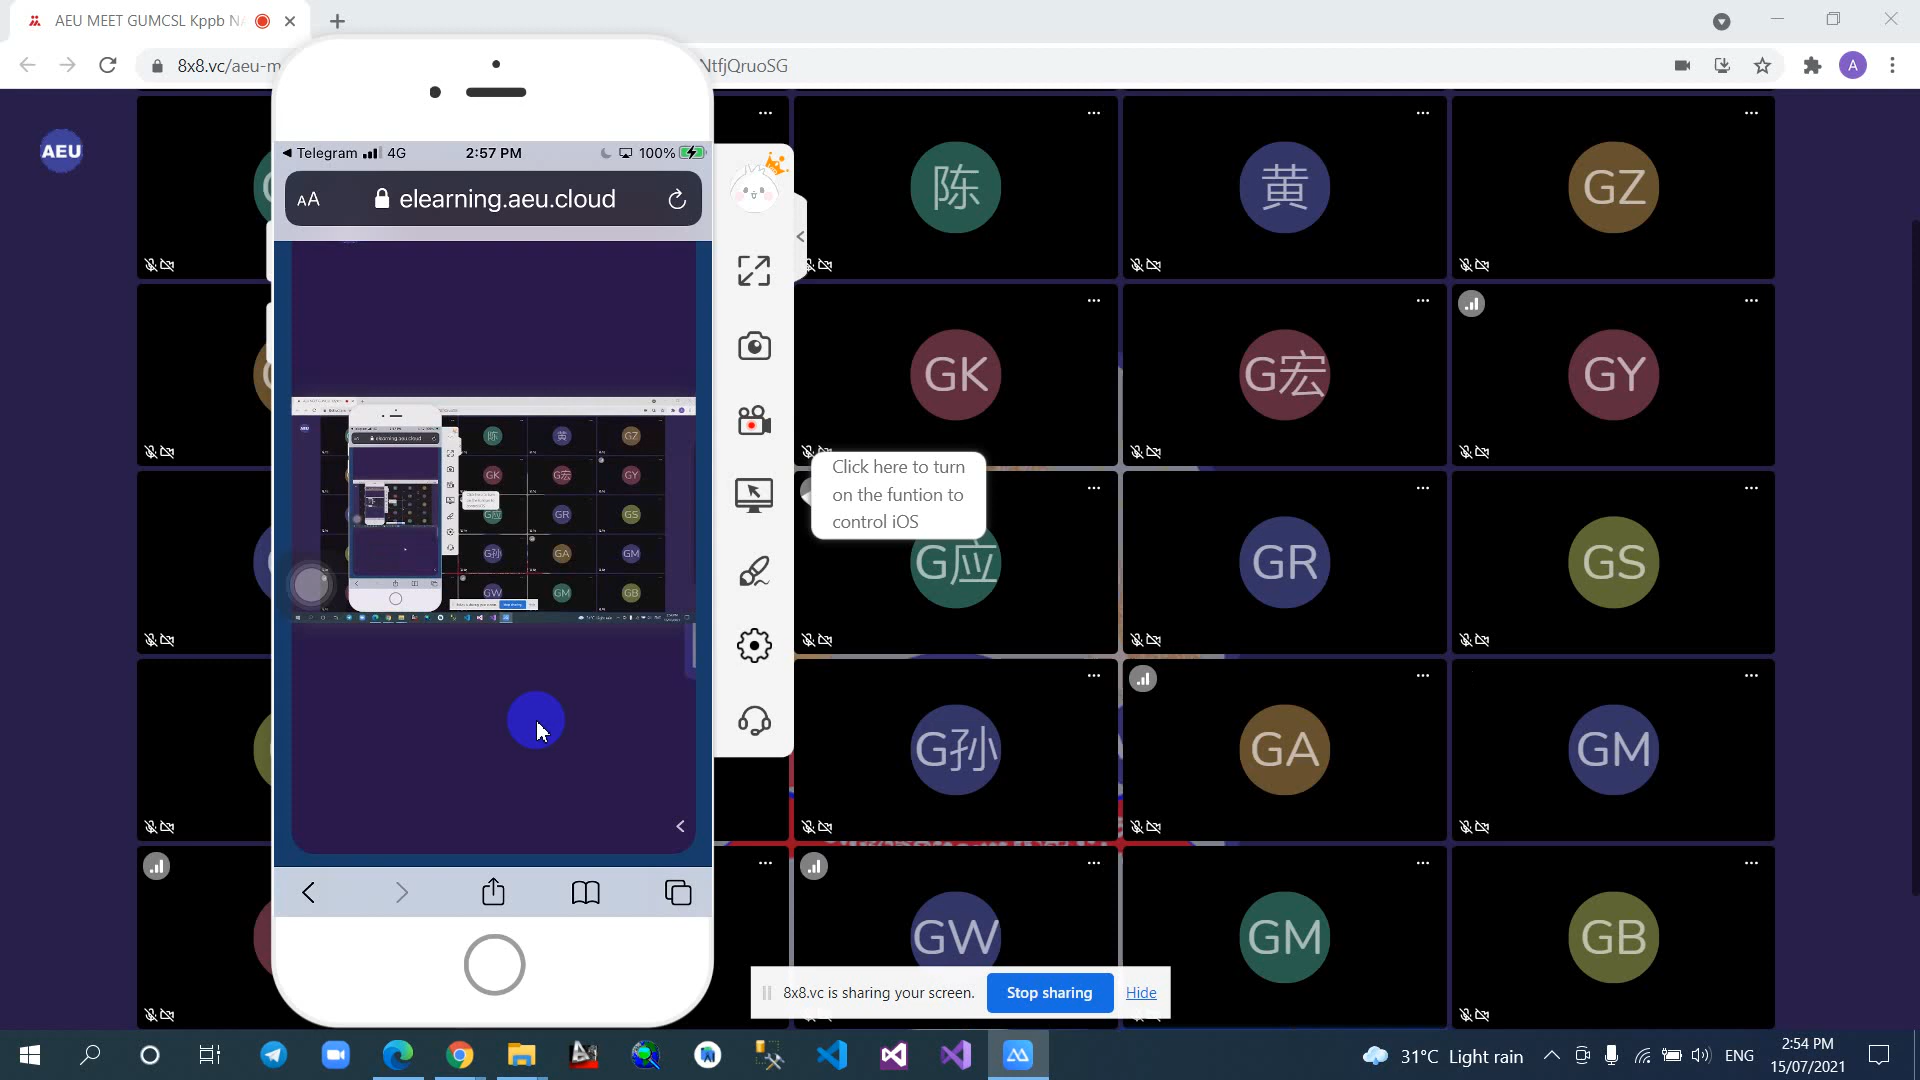 AEU MEET GUMCSL Kppb NA
8x8.vc/aeu-m
NtfjQruoSG
A
AEU
Telegram 4G
2:57 PM
100%
AA
elearning.aeu.cloud
陈
黄
GZ
GK
G宏
GY
Click here to turn
on the funtion to
control iOS
G应
GR
GS
G孙
GA
GM
GW
GM
GB
8x8.vc is sharing your screen.
Stop sharing
Hide
31°C Light rain
ENG
2:54 PM
15/07/2021